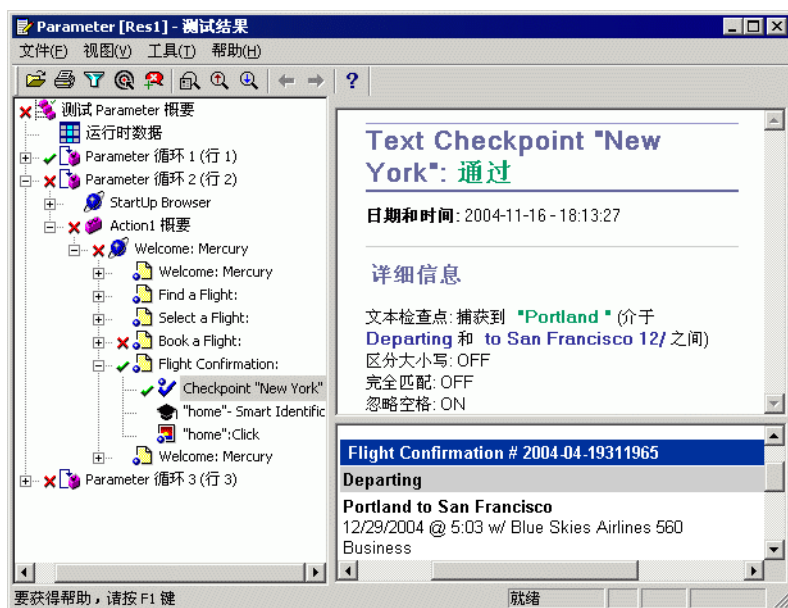 Parameter [Res1] - 测试结果
文件(F) 视图(V) 工具(T) 帮助(H)
测试 Parameter 概要
运行时数据
Parameter 循环 1 (行 1)
Parameter 循环 2 (行 2)
StartUp Browser
Action1 概要
Welcome: Mercury
Welcome: Mercury
Find a Flight:
Select a Flight:
Book a Flight:
Flight Confirmation:
Checkpoint "New York"
"home"- Smart Identific
"home":Click
Welcome: Mercury
Parameter 循环 3 (行 3)
Text Checkpoint "New
York": 通过
日期和时间: 2004-11-16 - 18:13:27
详细信息
文本检查点: 捕获到 "Portland " (介于
Departing 和 to San Francisco 12/ 之间)
区分大小写: OFF
完全匹配: OFF
忽略空格: ON
Flight Confirmation # 2004-04-19311965
Departing
Portland to San Francisco
12/29/2004 @ 5:03 w/ Blue Skies Airlines 560
Business
要获得帮助，请按 F1 键
就绪